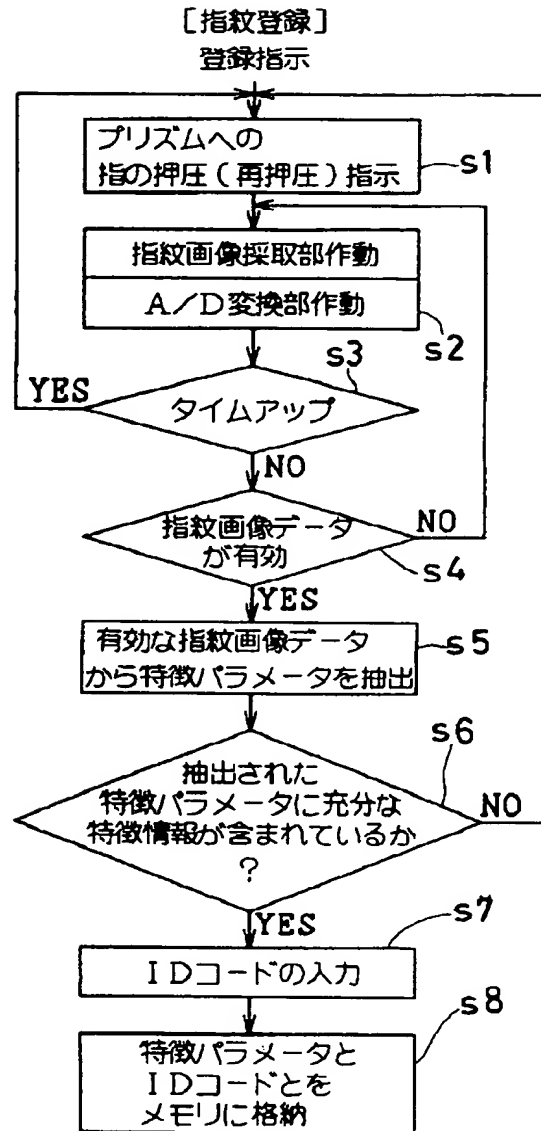 [指紋登録]
登録指示
プリズムへの
指の押圧(再押圧)指示
s1
指紋画像採取部作動
A/D変換部作動
s2
s3
YES
タイムアップ
NO
指紋画像データ
が有効
NO
s4
YES
有効な指紋画像データ
から特徴パラメータを抽出
s5
s6
抽出された
特徴パラメータに充分な
特徴情報が含まれているか
?
NO
YES
s7
IDコードの入力
s8
特徴パラメータと
IDコードとを
メモリに格納